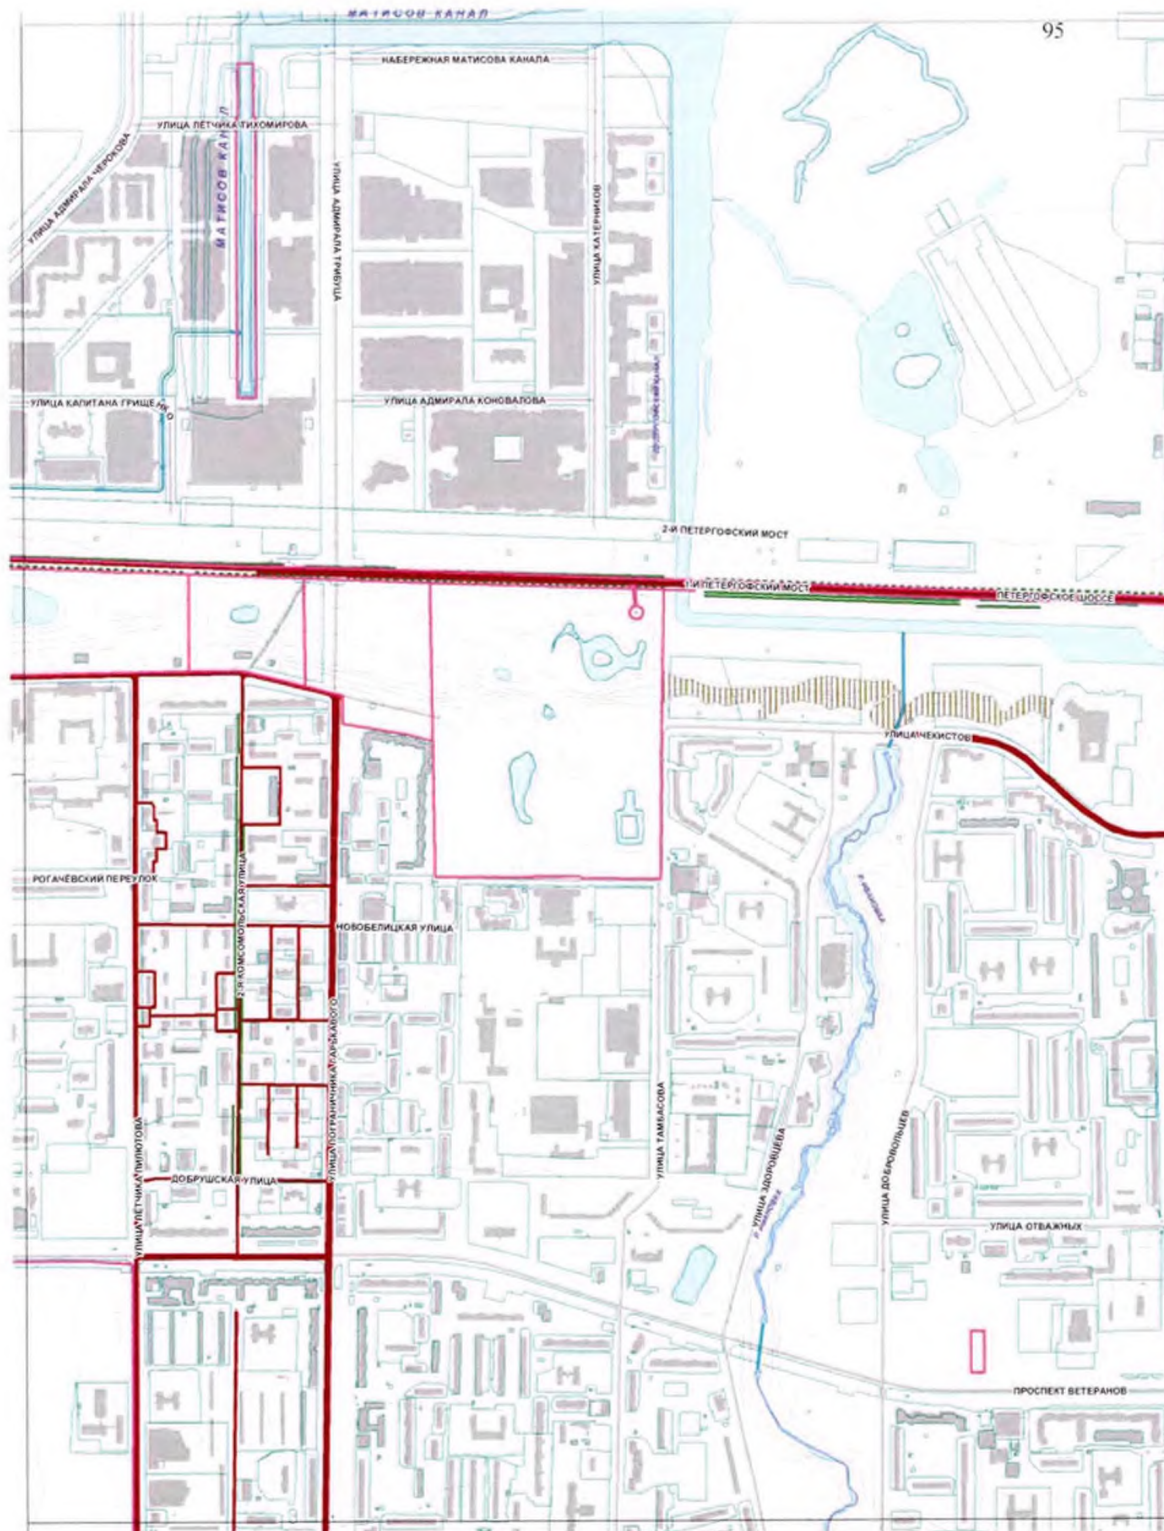 МАТИСОВ КАНАЛ
95
НАБЕРЕЖНАЯ МАТИСОВА КАНАЛА
УЛИЦА ЛЁТЧИКА ТИХОМИРОВА
УЛИЦА АДМИРАЛА ЧЕРОКОВА
МАТИСОВ КАНАЛ
УЛИЦА АДМИРАЛА ТРИБУЦА
УЛИЦА КАТЕРНИКОВ
УЛИЦА КАПИТАНА ГРИЩЕНКО
УЛИЦА АДМИРАЛА КОНОВАЛОВА
2-Й ПЕТЕРГОФСКИЙ МОСТ
1-Й ПЕТЕРГОФСКИЙ МОСТ
ПЕТЕРГОФСКОЕ ШОССЕ
УЛИЦА ЧЕКИСТОВ
РОГАЧЁВСКИЙ ПЕРЕУЛОК
2-Я КОМСОМОЛЬСКАЯ УЛИЦА
Р. ИВАНОВКА
НОВОБЕЛИЦКАЯ УЛИЦА
УЛИЦА ПОГРАНИЧНИКА ГАРЬКАВОГО
УЛИЦА ТАМБАСОВА
УЛИЦА ЛЁТЧИКА ПИЛЮТОВА
УЛИЦА ЗДОРОВЦЕВА
УЛИЦА ДОБРОВОЛЬЦЕВ
ДОБРУШСКАЯ УЛИЦА
Р. ИВАНОВКА
УЛИЦА ОТВАЖНЫХ
ПРОСПЕКТ ВЕТЕРАНОВ